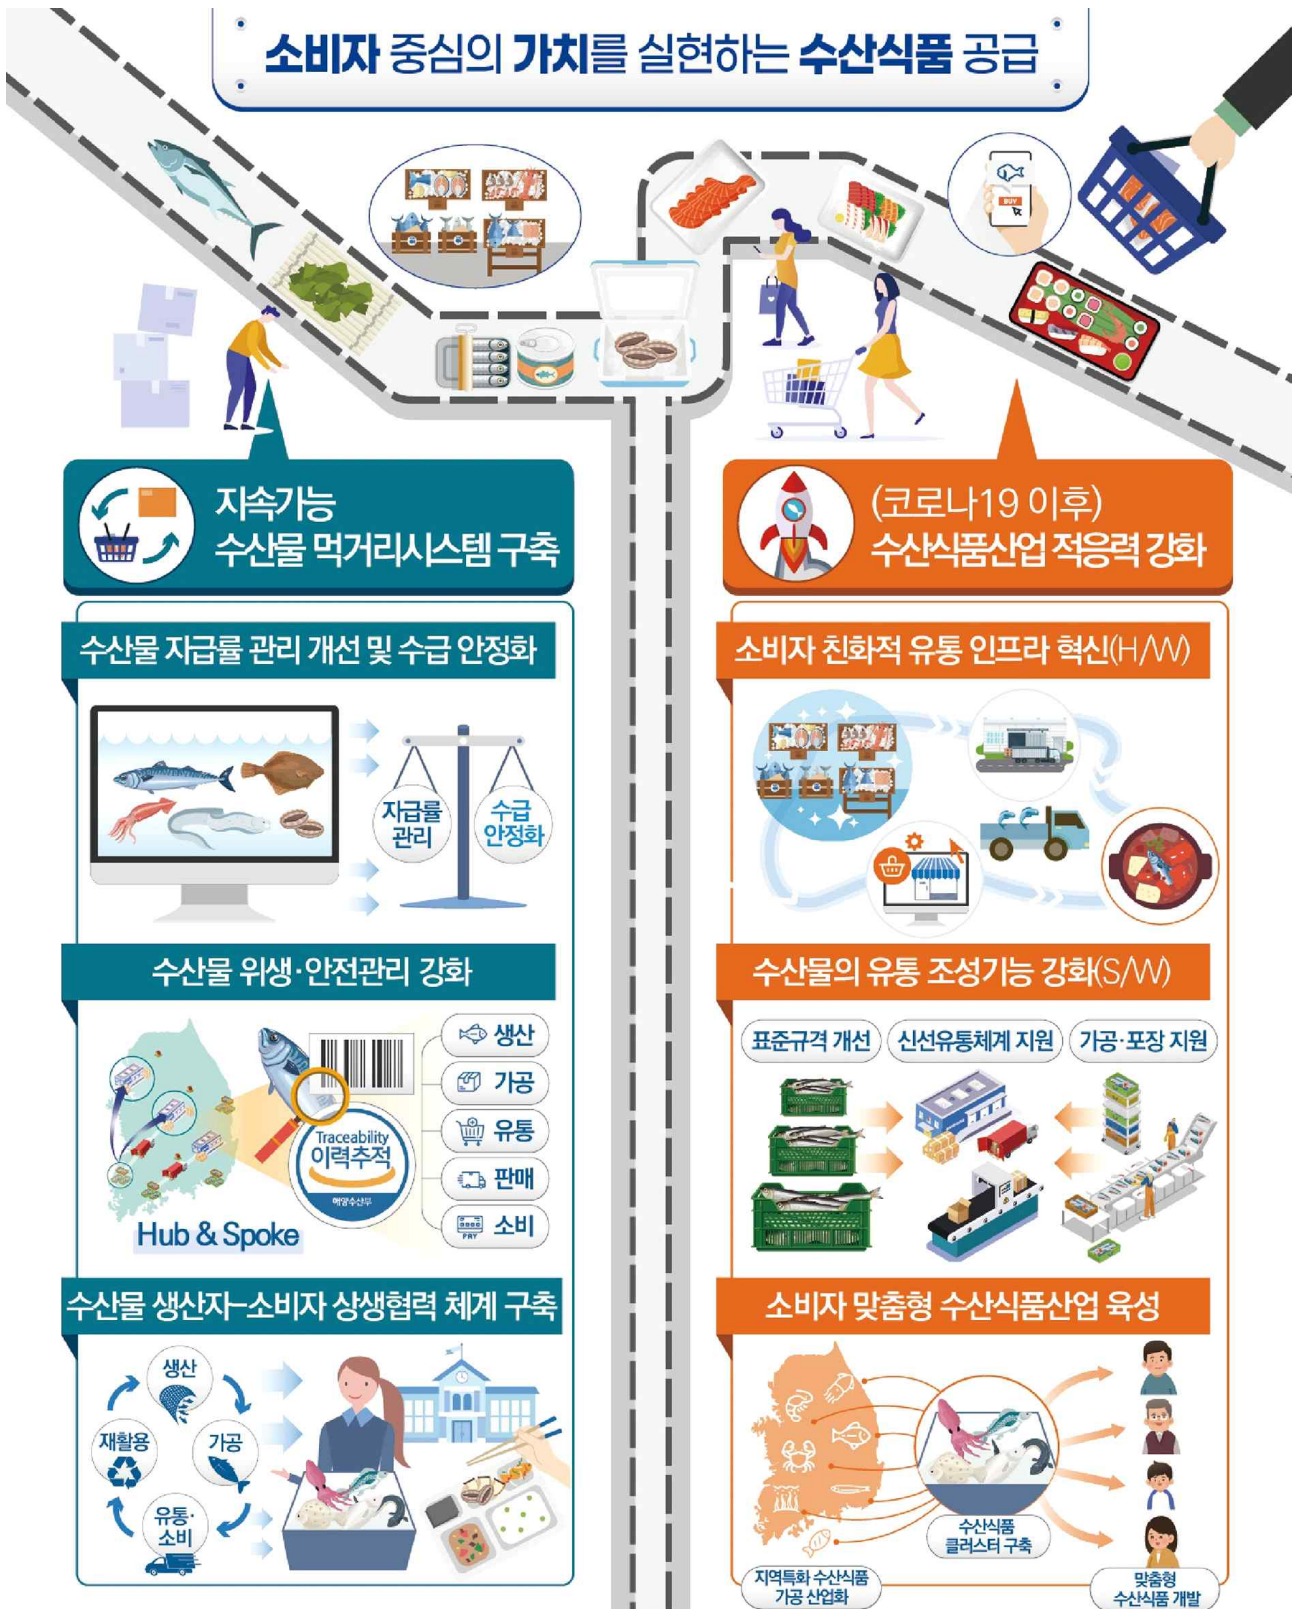 소비자 중심의 가치를 실현하는 수산식품 공급
BUY
지속가능
수산물 먹거리시스템 구축
수산물 자급률 관리 개선 및 수급 안정화
자급률
관리
수급
안정화
수산물 위생·안전관리 강화
생산
가공
유통
판매
소비
PAY
Traceability
이력추적
해양수산부
Hub & Spoke
수산물 생산자-소비자 상생협력 체계 구축
생산
가공
유통·
소비
재활용
(코로나19 이후)
수산식품산업 적응력 강화
소비자 친화적 유통 인프라 혁신(H/W)
수산물의 유통 조성기능 강화(S/W)
표준규격 개선
신선유통체계 지원
가공·포장 지원
소비자 맞춤형 수산식품산업 육성
지역특화 수산식품
가공 산업화
수산식품
클러스터 구축
맞춤형
수산식품 개발